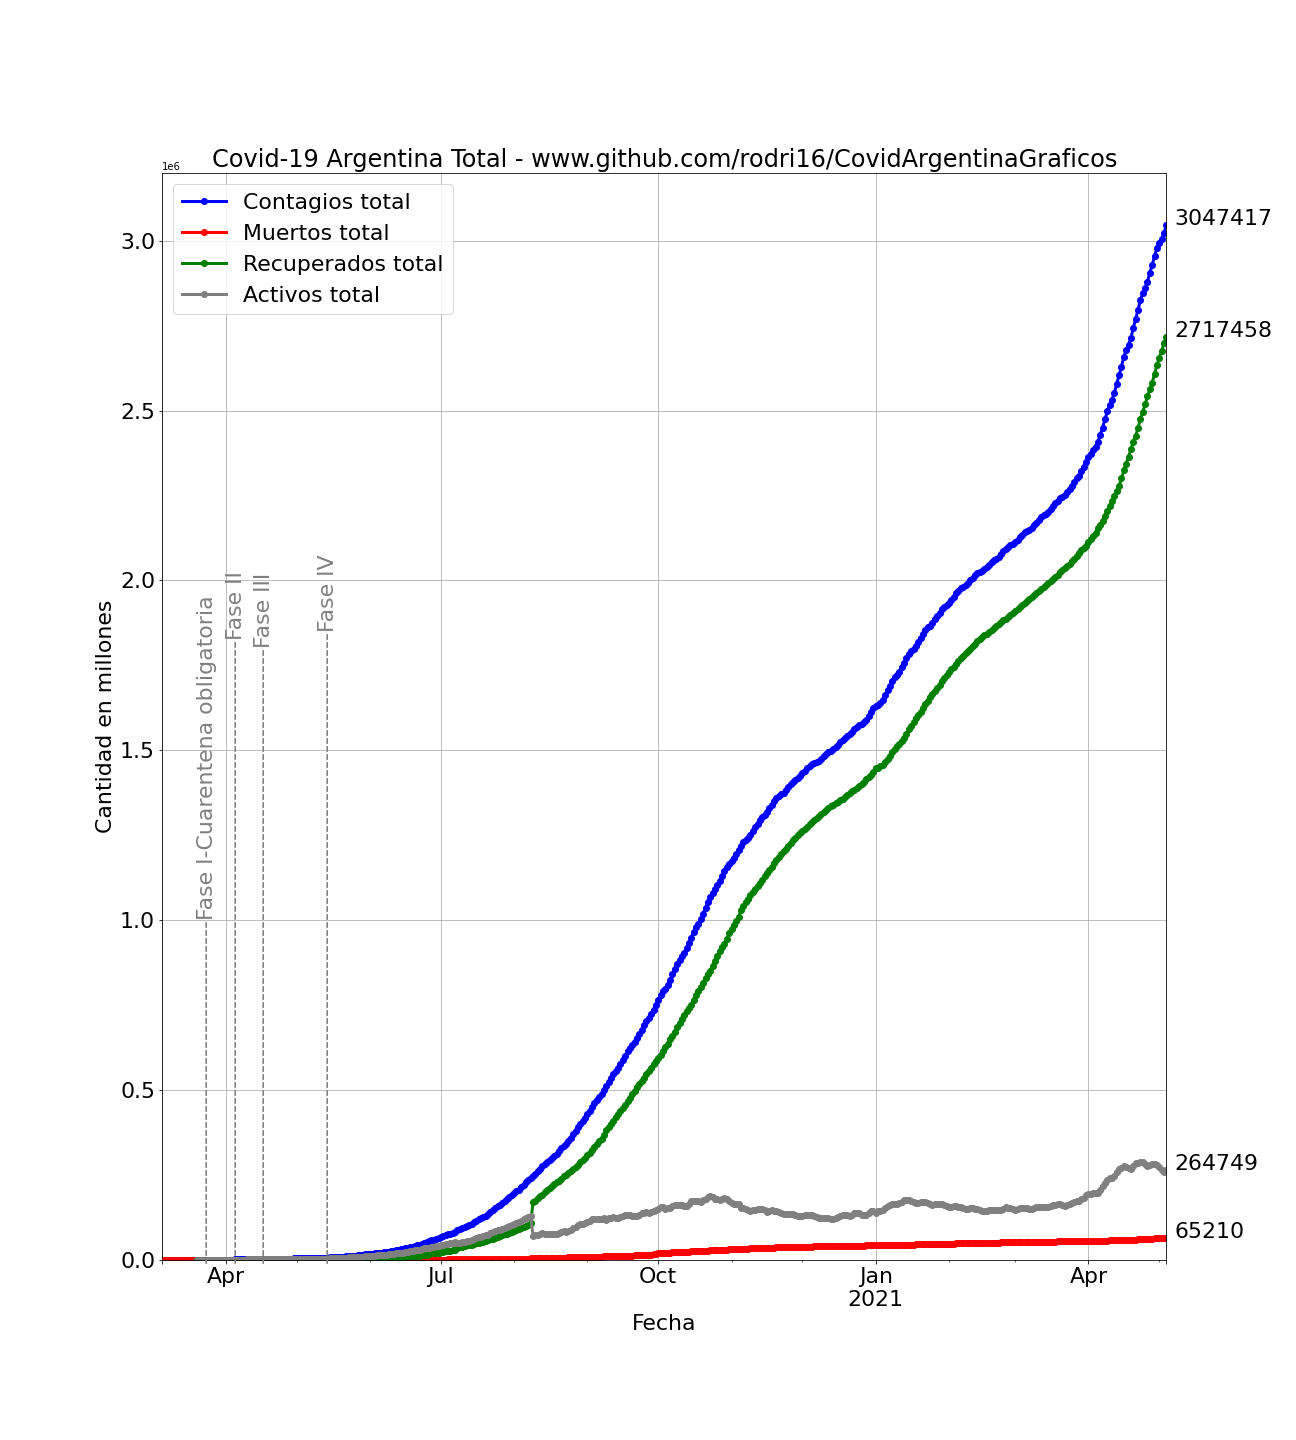 Covid-19 Argentina Total - www.github.com/rodri16/CovidArgentinaGraficos
1e6
Contagios total
Muertos total
Recuperados total
Activos total
3.0
2.5
2.0
1.5
1.0
0.5
0.0
Cantidad en millones
Fase I-Cuarentena obligatoria
Fase II
Fase III
Fase IV
3047417
2717458
264749
65210
Apr
Jul
Oct
Jan
2021
Apr
Fecha